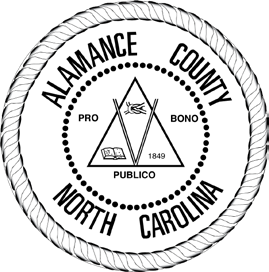 ALAMANCE COUNTY
PRO BONO
1849
PUBLICO
NORTH CAROLINA